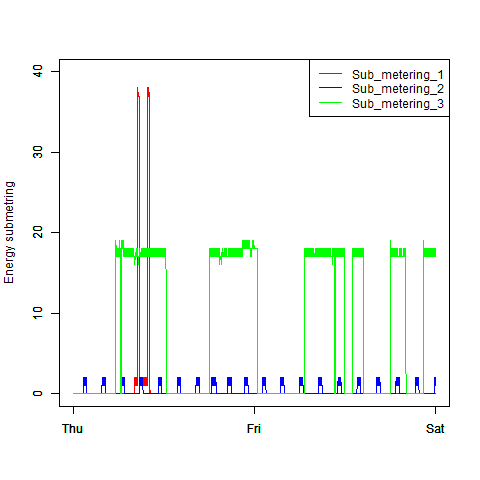 Sub_metering_1
Sub_metering_2
Sub_metering_3
Energy submetring
40
30
20
10
0
Thu Fri Sat